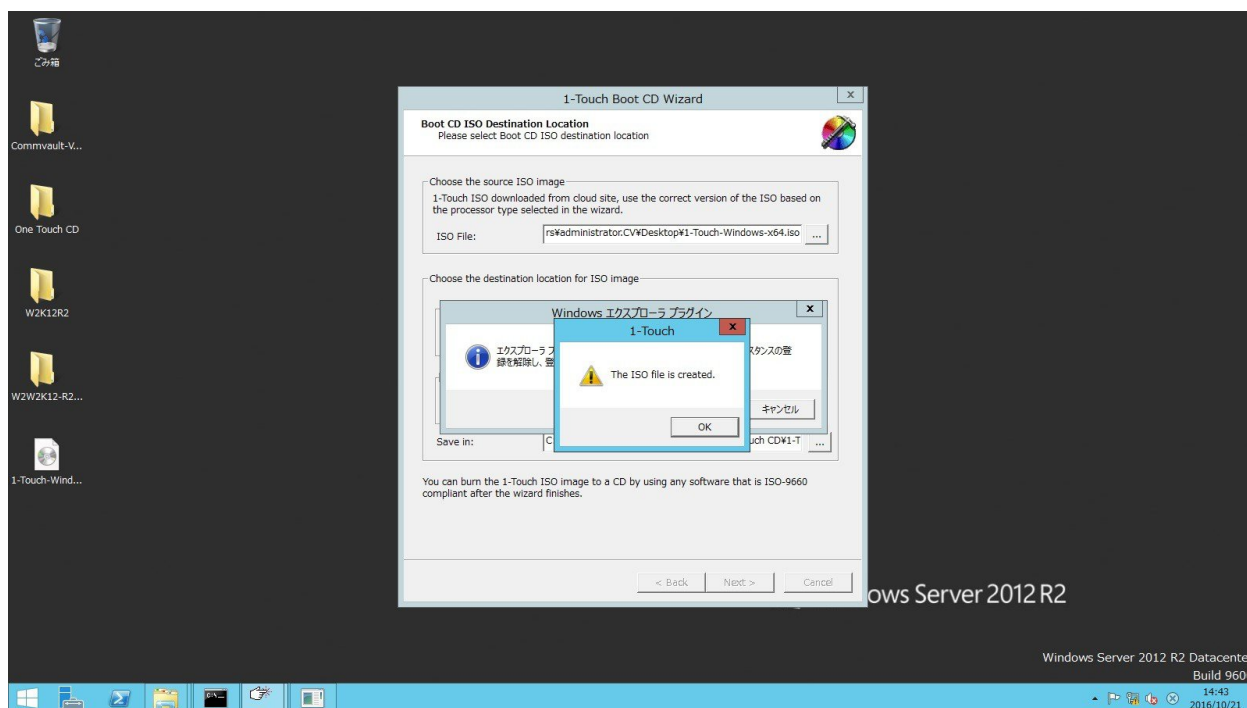 ごみ箱
Commvault-V...
One Touch CD
W2K12R2
W2W2K12-R2...
1-Touch-Wind...
1-Touch Boot CD Wizard
x
Boot CD ISO Destination Location
Please select Boot CD ISO destination location
Choose the source ISO image
1-Touch ISO downloaded from cloud site, use the correct version of the ISO based on
the processor type selected in the wizard.
ISO File:
rs¥administrator.CV¥Desktop¥1-Touch-Windows-x64.iso
...
Choose the destination location for ISO image
Windows エクスプローラ プラグイン
x
エクスプローラ スタンスの登
録を解除し、
キャンセル
1-Touch
x
The ISO file is created.
OK
Save in:
C
uch CD¥1-T
...
You can burn the 1-Touch ISO image to a CD by using any software that is ISO-9660
compliant after the wizard finishes.
< Back
Next >
Cancel
ows Server 2012 R2
Windows Server 2012 R2 Datacente
Build 960
C:\_
14:43
2016/10/21